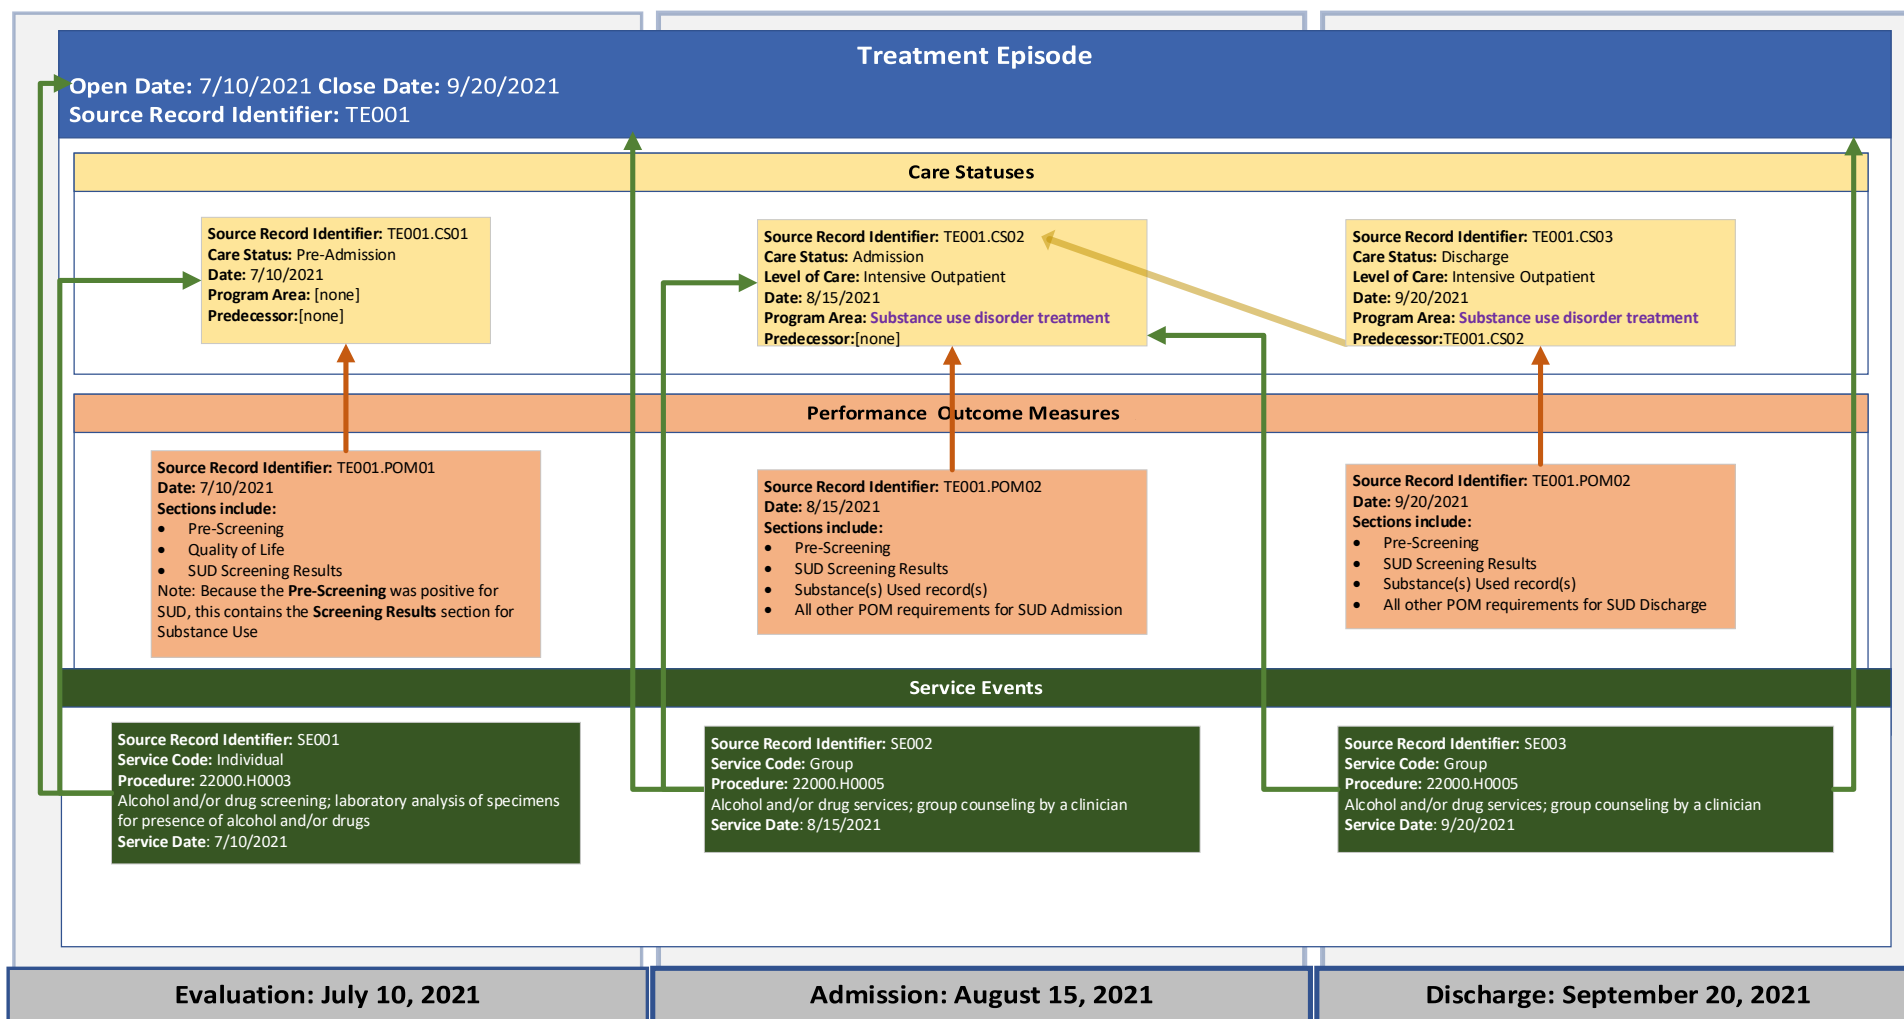 Treatment Episode
Open Date: 7/10/2021 Close Date: 9/20/2021
Source Record Identifier: TE001
Care Statuses
Source Record Identifier: TE001.CS01
Care Status: Pre-Admission
Date: 7/10/2021
Program Area: [none]
Predecessor:[none]
Source Record Identifier: TE001.CS02
Care Status: Admission
Level of Care: Intensive Outpatient
Date: 8/15/2021
Program Area: Substance use disorder treatment
Predecessor:[none]
Source Record Identifier: TE001.CS03
Care Status: Discharge
Level of Care: Intensive Outpatient
Date: 9/20/2021
Program Area: Substance use disorder treatment
Predecessor:TE001.CS02
Performance Outcome Measures
Source Record Identifier: TE001.POM01
Date: 7/10/2021
Sections include:
• Pre-Screening
• Quality of Life
• SUD Screening Results
Note: Because the Pre-Screening was positive for
SUD, this contains the Screening Results section for
Substance Use
Source Record Identifier: TE001.POM02
Date: 8/15/2021
Sections include:
• Pre-Screening
• SUD Screening Results
• Substance(s) Used record(s)
• All other POM requirements for SUD Admission
Source Record Identifier: TE001.POM02
Date: 9/20/2021
Sections include:
• Pre-Screening
• SUD Screening Results
• Substance(s) Used record(s)
• All other POM requirements for SUD Discharge
Service Events
Source Record Identifier: SE001
Service Code: Individual
Procedure: 22000.H0003
Alcohol and/or drug screening; laboratory analysis of specimens
for presence of alcohol and/or drugs
Service Date: 7/10/2021
Source Record Identifier: SE002
Service Code: Group
Procedure: 22000.H0005
Alcohol and/or drug services; group counseling by a clinician
Service Date: 8/15/2021
Source Record Identifier: SE003
Service Code: Group
Procedure: 22000.H0005
Alcohol and/or drug services; group counseling by a clinician
Service Date: 9/20/2021
Evaluation: July 10, 2021
Admission: August 15, 2021
Discharge: September 20, 2021